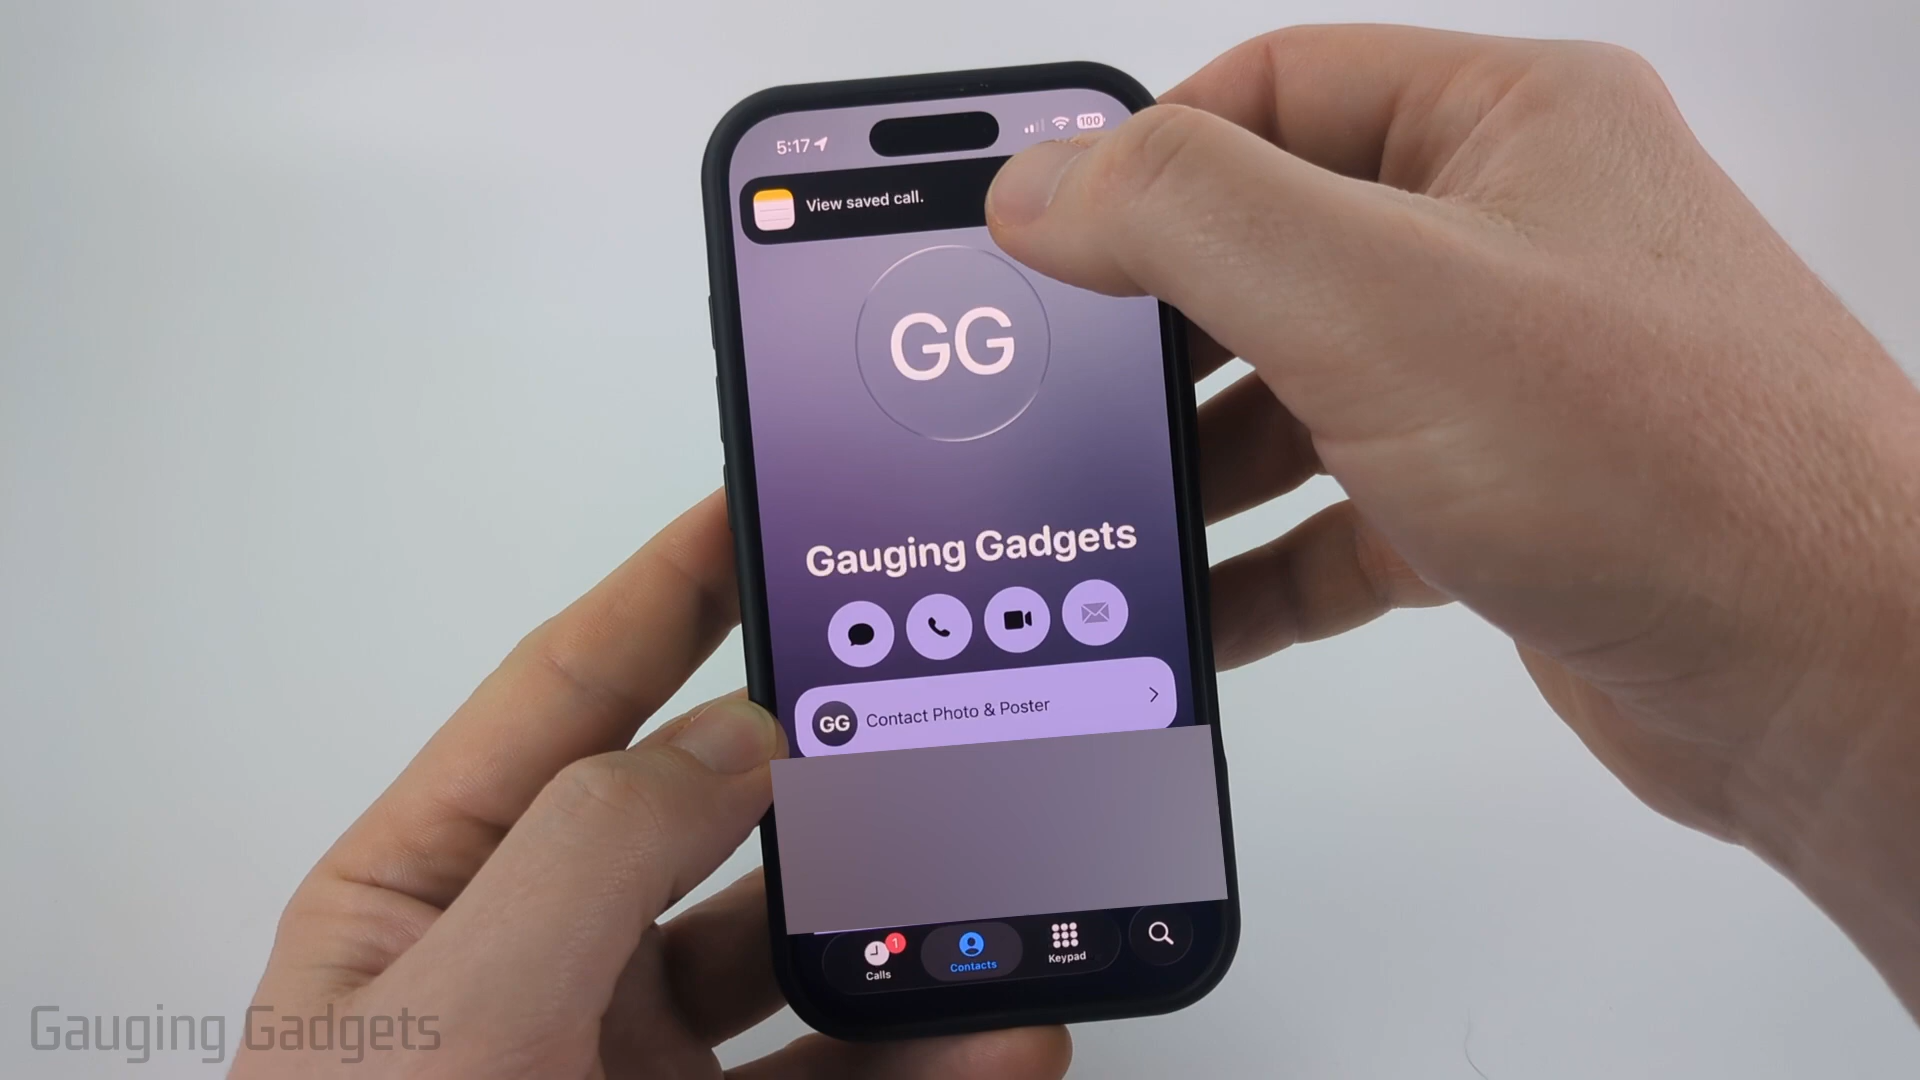 5:17
100
View saved call.
GG
Gauging Gadgets
GG Contact Photo & Poster
1
Calls
Contacts
Keypad
Gauging Gadgets